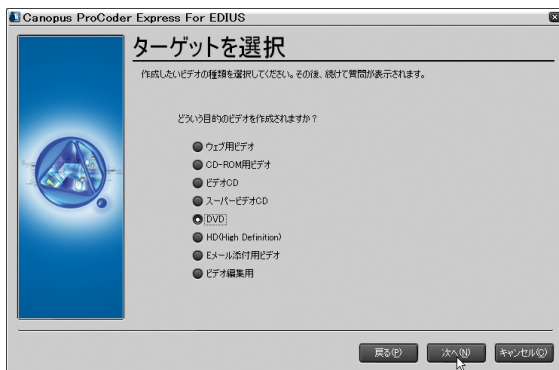 Canopus ProCoder Express For EDIUS
ターゲットを選択
作成したいビデオの種類を選択してください。その後、続けて質問が表示されます。
どういう目的のビデオを作成されますか？
ウェブ用ビデオ
CD-ROM用ビデオ
ビデオCD
スーパービデオCD
DVD
HD(High Definition)
Eメール添付用ビデオ
ビデオ編集用
戻る(P)
次へ(N)
キャンセル(C)